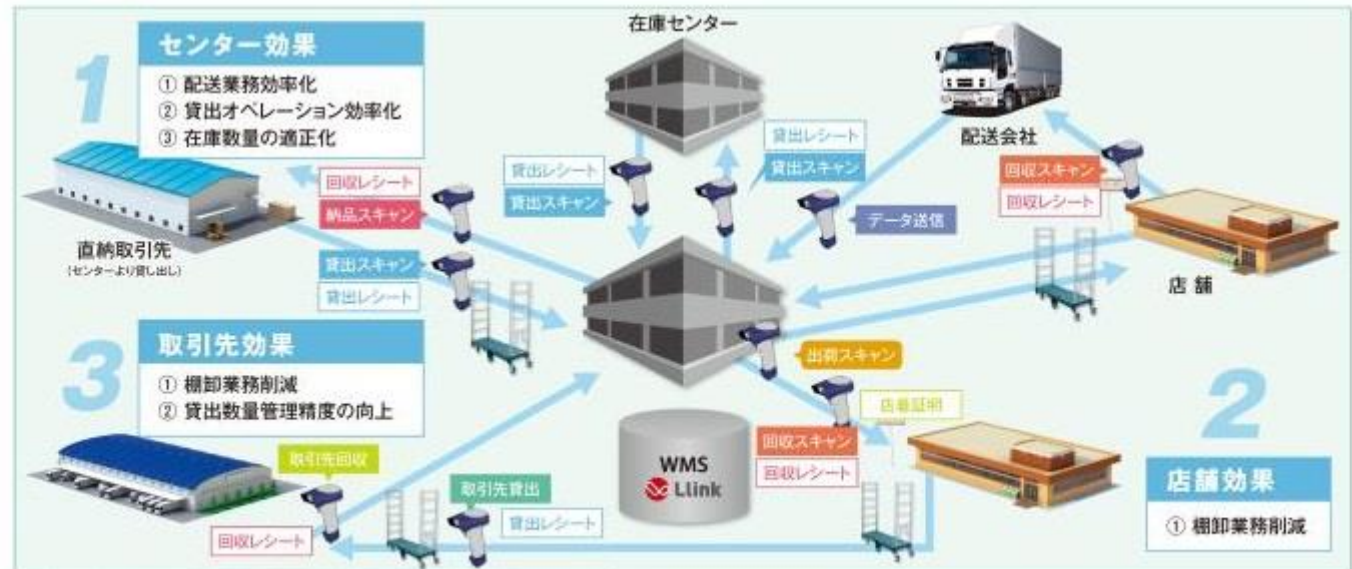 1
センター効果
① 配送業務効率化
② 貸出オペレーション効率化
③ 在庫数量の適正化
直納取引先
(センターより貸し出し)
回収レシート
納品スキャン
貸出スキャン
貸出レシート
在庫センター
貸出レシート
貸出スキャン
貸出レシート
貸出スキャン
データ送信
配送会社
回収スキャン
回収レシート
店舗
3
取引先効果
① 棚卸業務削減
② 貸出数量管理精度の向上
取引先回収
回収レシート
取引先貸出
貸出レシート
WMS
Llink
出荷スキャン
店着証明
回収スキャン
回収レシート
2
店舗効果
① 棚卸業務削減